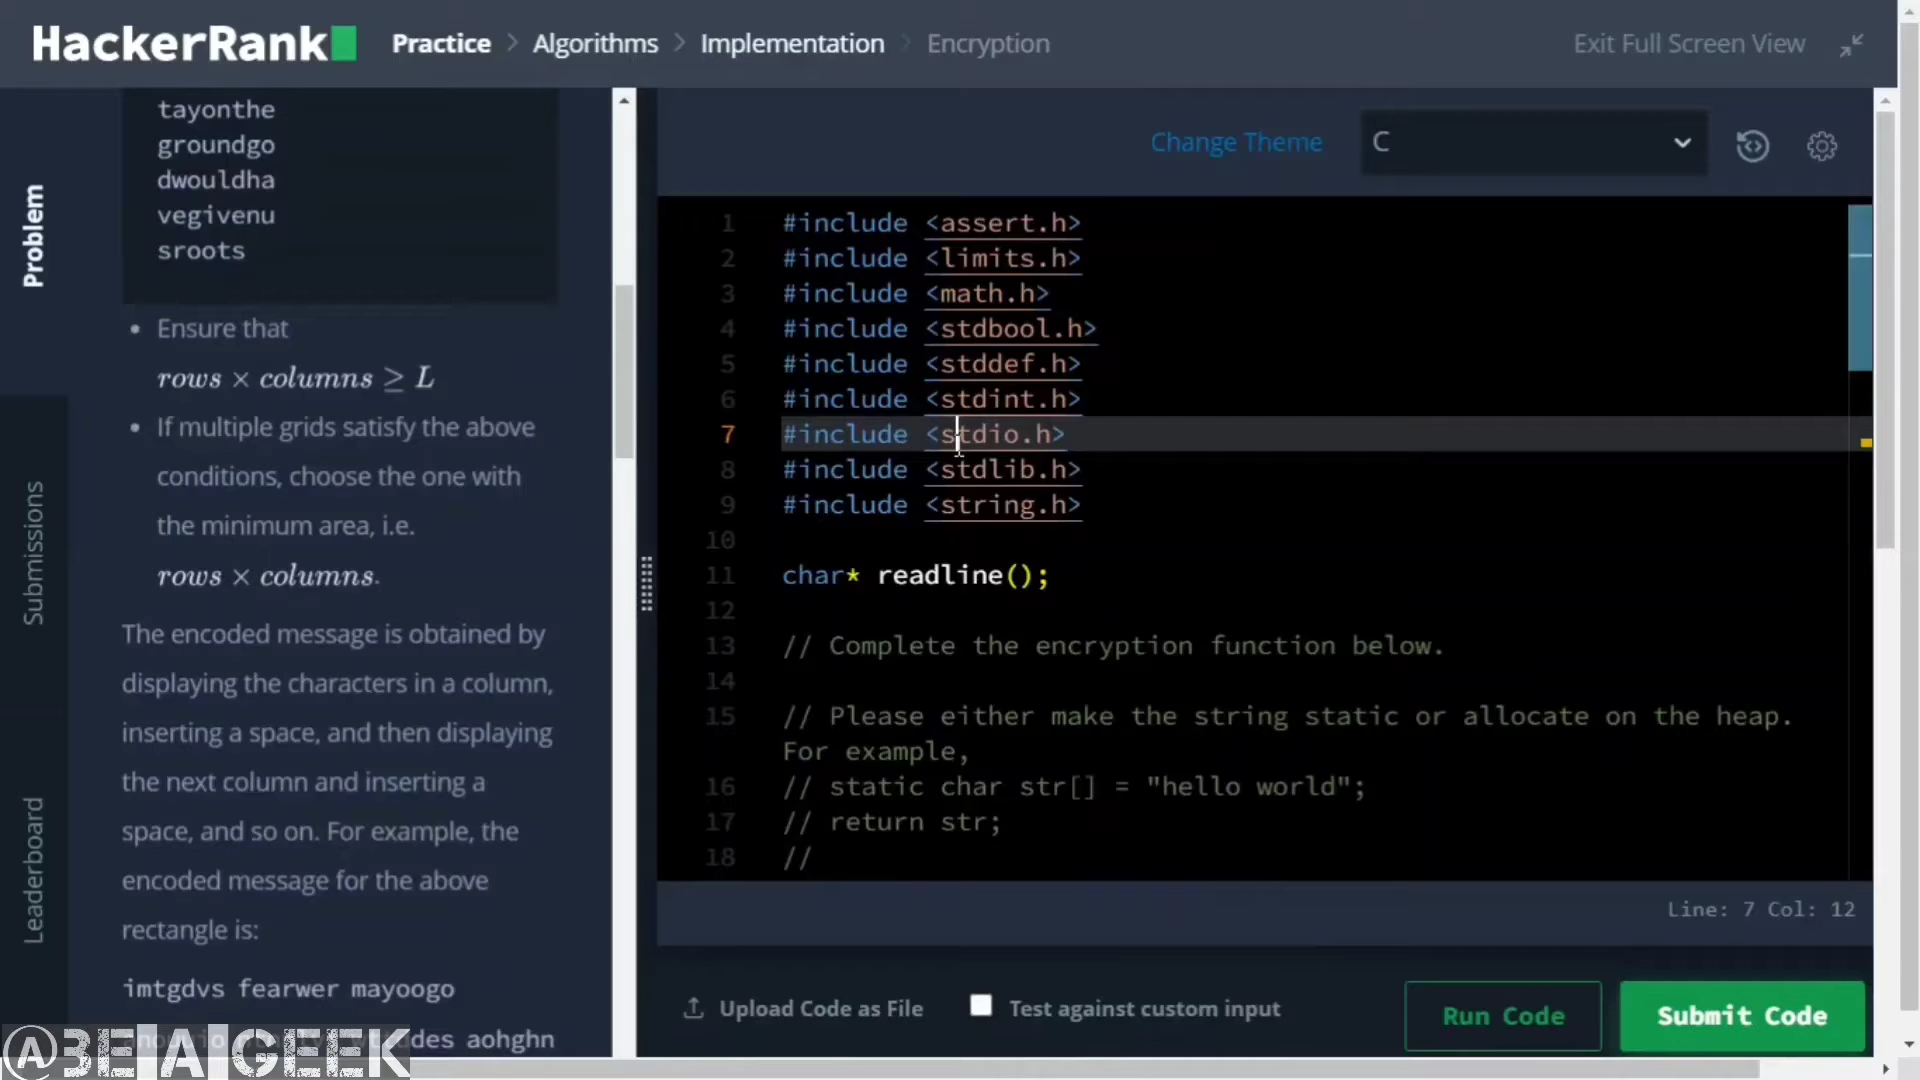 HackerRank Practice > Algorithms > Implementation > Encryption Exit Full Screen View
Problem
Submissions
Leaderboard
tayonthe
groundgo
dwouldha
vegivenu
sroots
• Ensure that
rows × columns ≥ L
• If multiple grids satisfy the above
conditions, choose the one with
the minimum area, i.e.
rows × columns.
The encoded message is obtained by
displaying the characters in a column,
inserting a space, and then displaying
the next column and inserting a
space, and so on. For example, the
encoded message for the above
rectangle is:
imtgdvs fearwer mayoogo
des aohghn
@BE A GEEK
Change Theme C
1 #include <assert.h>
2 #include <limits.h>
3 #include <math.h>
4 #include <stdbool.h>
5 #include <stddef.h>
6 #include <stdint.h>
7 #include <stdio.h>
8 #include <stdlib.h>
9 #include <string.h>
10
11 char* readline();
12
13 // Complete the encryption function below.
14
15 // Please either make the string static or allocate on the heap.
For example,
16 // static char str[] = "hello world";
17 // return str;
18 //
Line: 7 Col: 12
Upload Code as File Test against custom input Run Code Submit Code